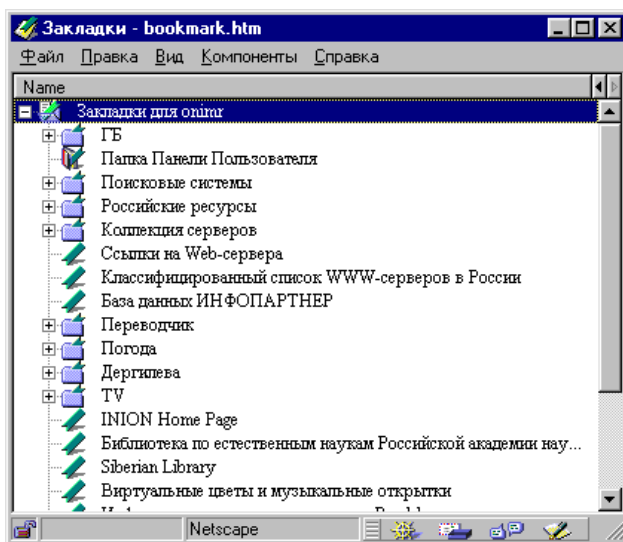 Закладки - bookmark.htm
Файл Правка Вид Компоненты Справка
Name
Закладки для onimr
ГБ
Папка Панели Пользователя
Поисковые системы
Российские ресурсы
Коллекция серверов
Ссылки на Web-сервера
Классифицированный список WWW-серверов в России
База данных ИНФОПАРТНЕР
Переводчик
Погода
Дергилева
TV
INION Home Page
Библиотека по естественным наукам Российской академии нау...
Siberian Library
Виртуальные цветы и музыкальные открытки
Netscape